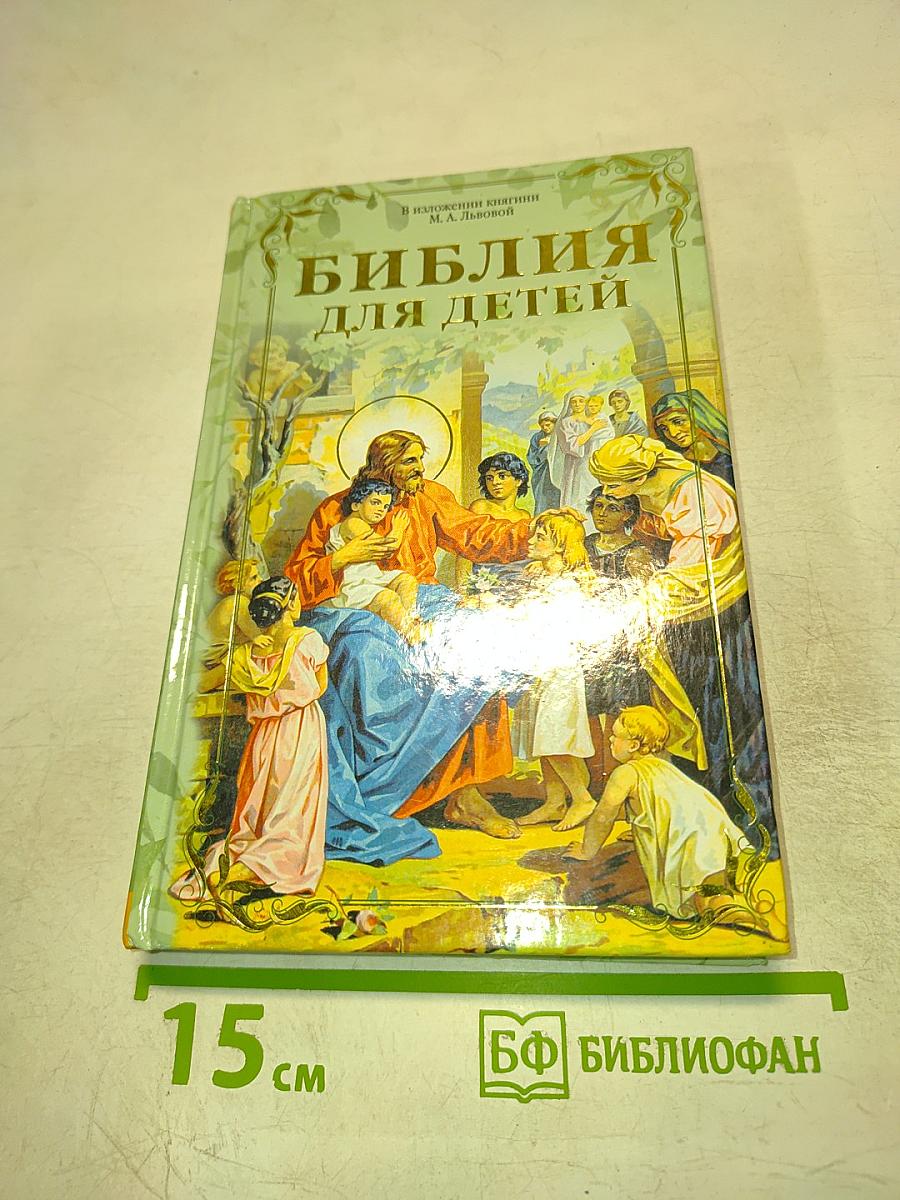 В изложении княгини
М. А. Львовой
БИБЛИЯ
ДЛЯ ДЕТЕЙ
15 см
БФ БИБЛИОФАН